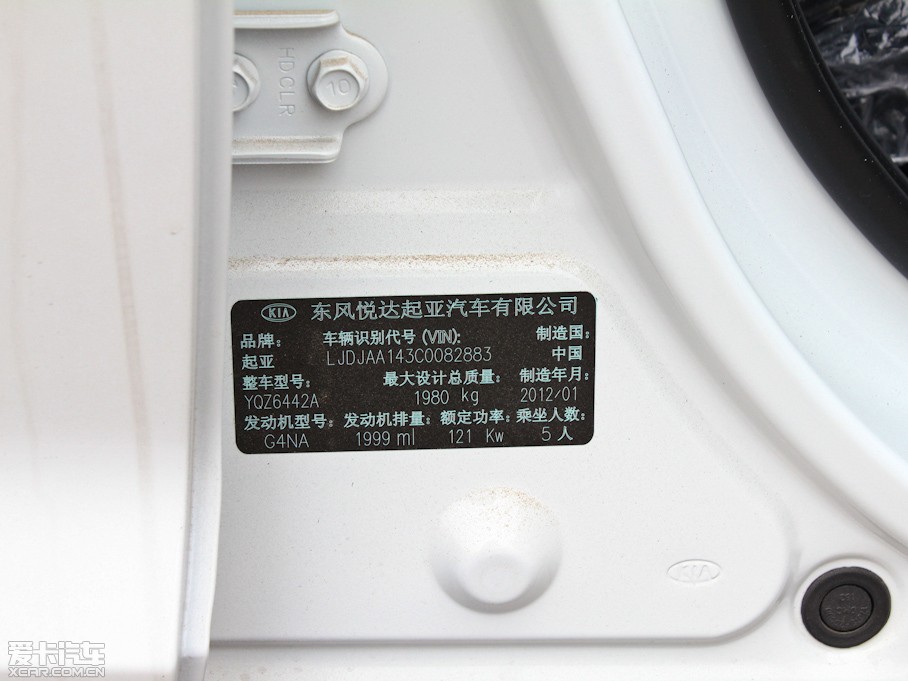 HDCLR
10
KIA 东风悦达起亚汽车有限公司
品牌: 车辆识别代号 (VIN): 制造国:
起亚 LJDJAA143C0082883 中国
整车型号: 最大设计总质量: 制造年月:
YQZ6442A 1980 kg 2012/01
发动机型号: 发动机排量: 额定功率: 乘坐人数:
G4NA 1999 ml 121 Kw 5 人
KIA
爱卡汽车
XCAR.COM.CN